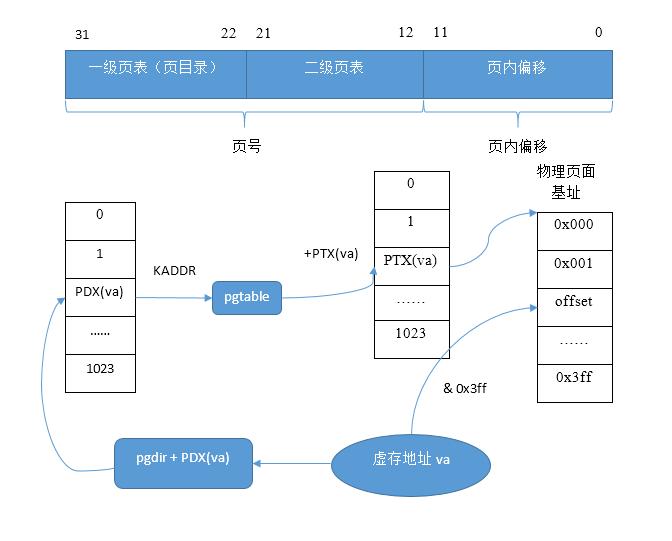 31 22 21 12 11 0
一级页表（页目录） 二级页表 页内偏移
页号 页内偏移
物理页面
基址
0
1
PDX(va)
……
1023
KADDR
pgtable
+PTX(va)
0
1
PTX(va)
……
1023
0x000
0x001
offset
……
0x3ff
& 0x3ff
pgdir + PDX(va)
虚存地址 va